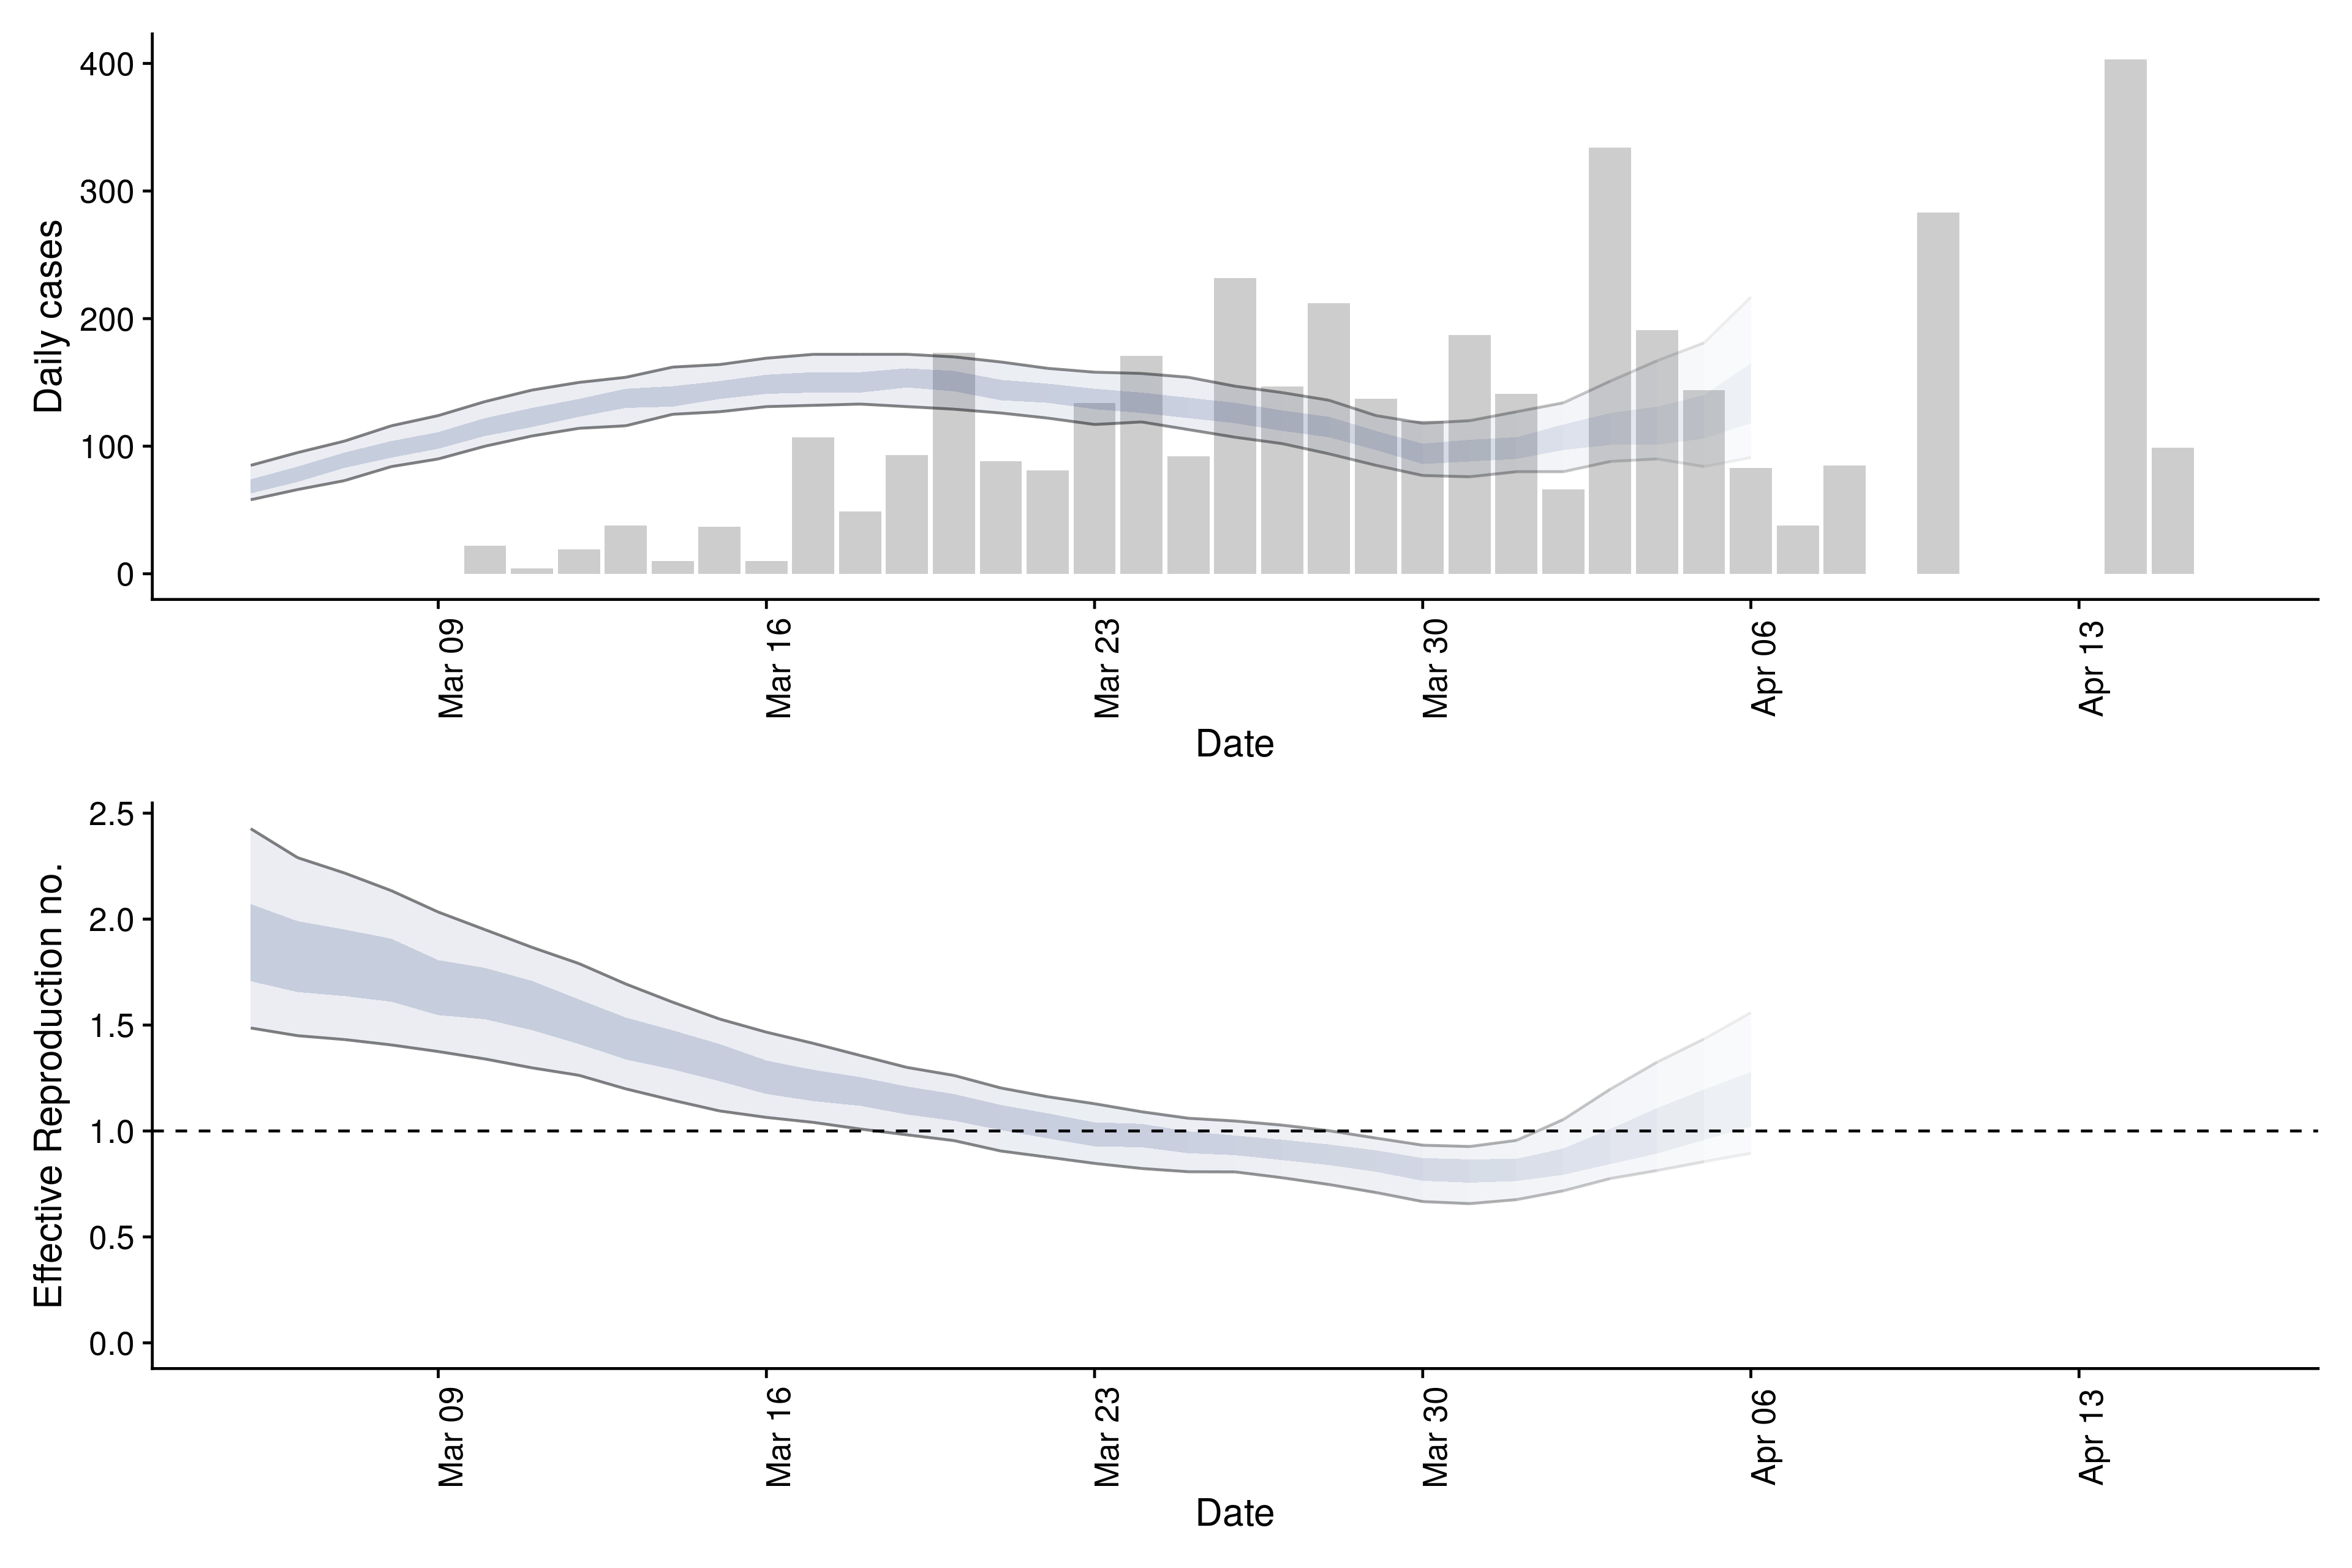 400
300
200
100
0
Daily cases
Mar 09
Mar 16
Mar 23
Mar 30
Apr 06
Apr 13
Date
2.5
2.0
1.5
1.0
0.5
0.0
Effective Reproduction no.
Mar 09
Mar 16
Mar 23
Mar 30
Apr 06
Apr 13
Date